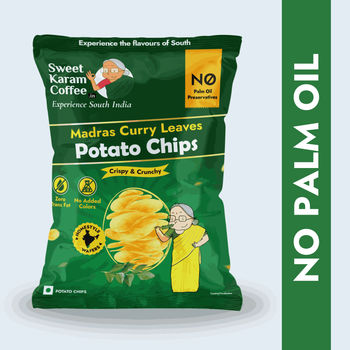 Experience the flavours of South
Sweet
Karam
Coffee
.in
Experience South India
NO
Palm Oil
Preservatives
Madras Curry Leaves
Potato Chips
Crispy & Crunchy
Zero
Trans Fat
No Added
Colors
HOMESTYLE
WAFERS
POTATO CHIPS
NO PALM OIL